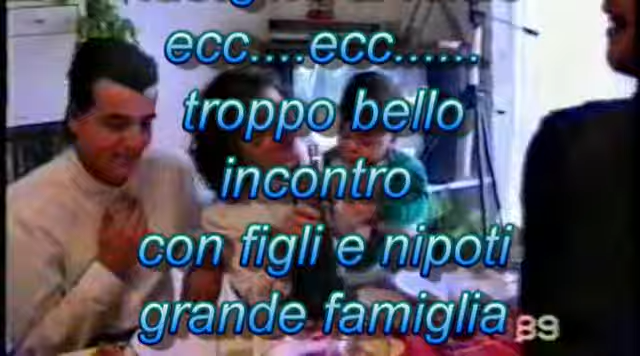 ecc....ecc......
troppo bello
incontro
con figli e nipoti
grande famiglia
89